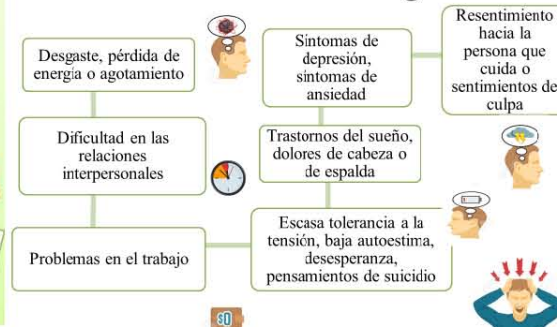 Desgaste, pérdida de
energía o agotamiento
Dificultad en las
relaciones
interpersonales
Problemas en el trabajo
Escasa tolerancia a la
tensión, baja autoestima,
desesperanza,
pensamientos de suicidio
Trastornos del sueño,
dolores de cabeza o
de espalda
Síntomas de
depresión,
síntomas de
ansiedad
Resentimiento
hacia la
persona que
cuida o
sentimientos de
culpa
$0